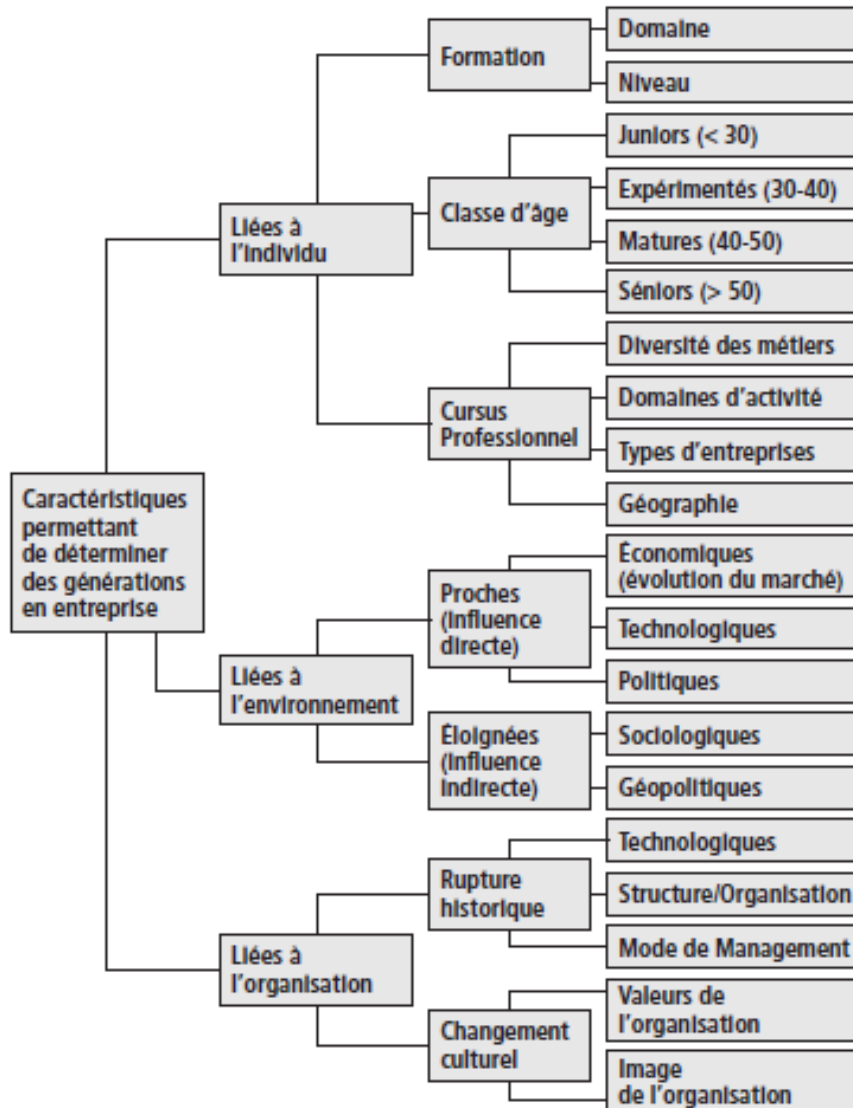 Caractéristiques
permettant
de déterminer
des générations
en entreprise
Liées à
l'individu
Formation
Domaine
Niveau
Classe d'âge
Juniors (< 30)
Expérimentés (30-40)
Matures (40-50)
Séniors (> 50)
Cursus
Professionnel
Diversité des métiers
Domaines d'activité
Types d'entreprises
Géographie
Liées à
l'environnement
Proches
(influence
directe)
Économiques
(évolution du marché)
Technologiques
Politiques
Éloignées
(influence
indirecte)
Sociologiques
Géopolitiques
Liées à
l'organisation
Rupture
historique
Technologiques
Structure/Organisation
Mode de Management
Changement
culturel
Valeurs de
l'organisation
Image
de l'organisation